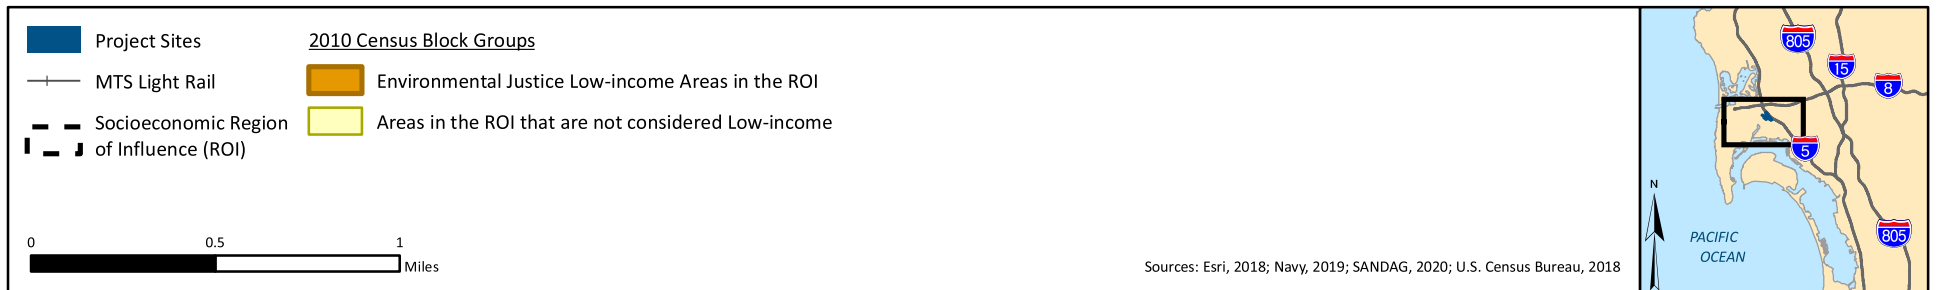 Project Sites
MTS Light Rail
Socioeconomic Region
of Influence (ROI)
2010 Census Block Groups
Environmental Justice Low-income Areas in the ROI
Areas in the ROI that are not considered Low-income
0 0.5 1
Miles
Sources: Esri, 2018; Navy, 2019; SANDAG, 2020; U.S. Census Bureau, 2018
805
15
8
5
N
805
PACIFIC
OCEAN